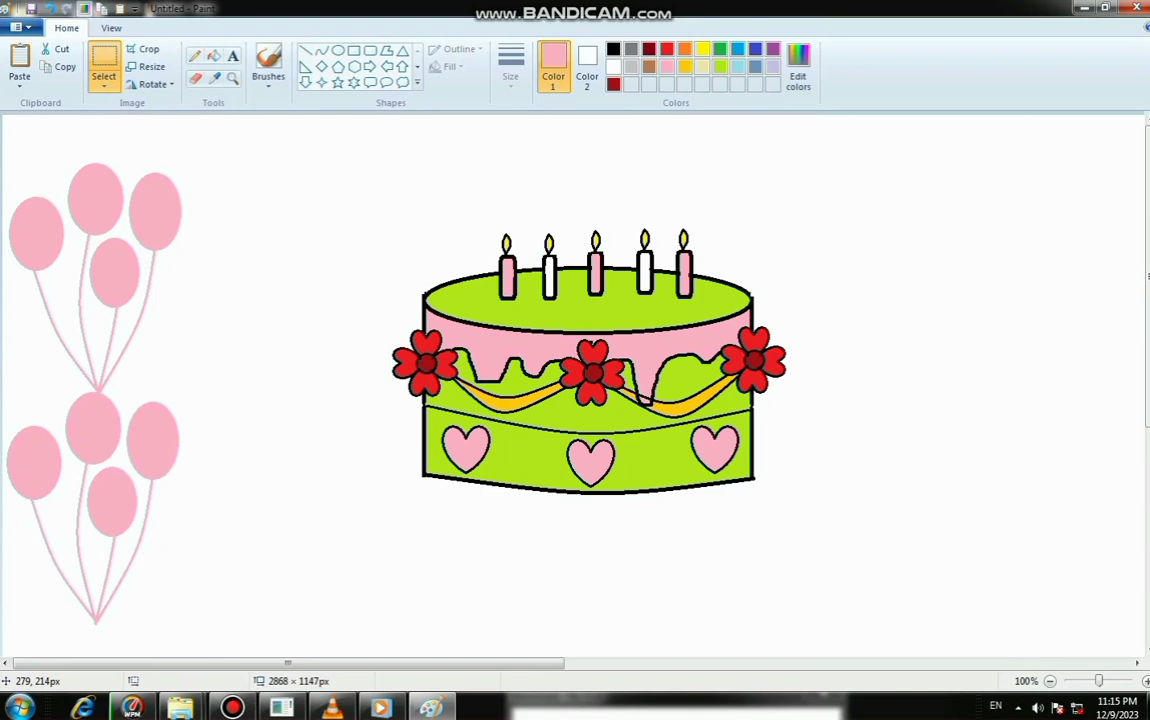 www.BANDICAM.com
Untitled - Paint
Home View
Paste
Cut
Copy
Clipboard
Select
Crop
Resize
Rotate
Image
A
Tools
Brushes
Outline
Fill
Shapes
Size
Color 1
Color 2
Edit colors
Colors
279, 214px
2868 × 1147px
100%
WPM
EN
11:15 PM
12/9/2023